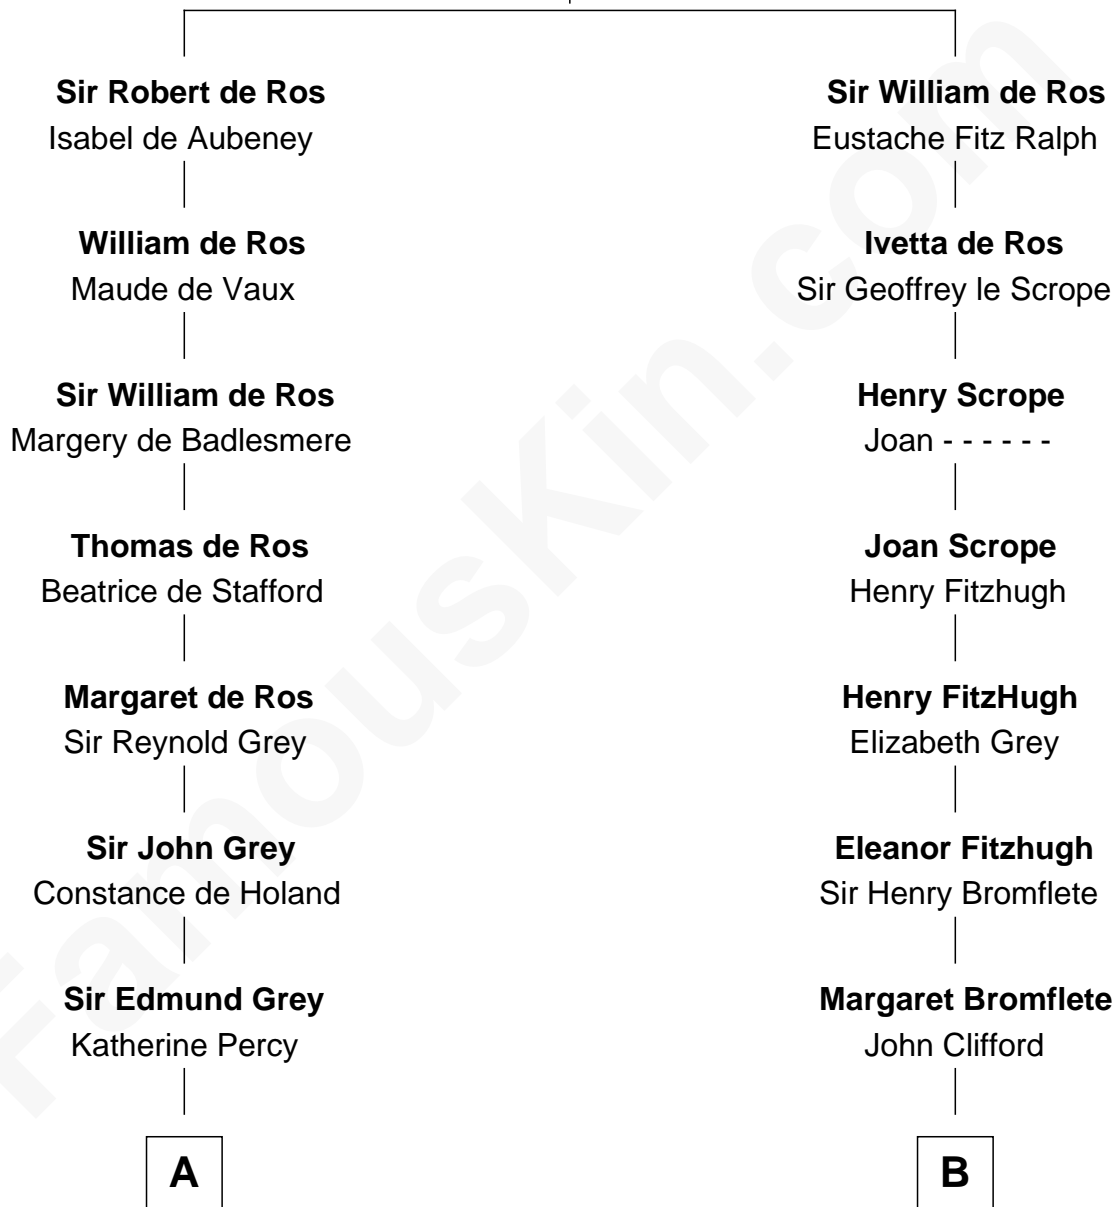 Sir Robert de Ros
Isabel de Aubeney
William de Ros
Maude de Vaux
Sir William de Ros
Margery de Badlesmere
Thomas de Ros
Beatrice de Stafford
Margaret de Ros
Sir Reynold Grey
Sir John Grey
Constance de Holand
Sir Edmund Grey
Katherine Percy
A
Sir William de Ros
Eustache Fitz Ralph
Ivetta de Ros
Sir Geoffrey le Scrope
Henry Scrope
Joan - - - - - -
Joan Scrope
Henry Fitzhugh
Henry FitzHugh
Elizabeth Grey
Eleanor Fitzhugh
Sir Henry Bromflete
Margaret Bromflete
John Clifford
B
FamousKin.com